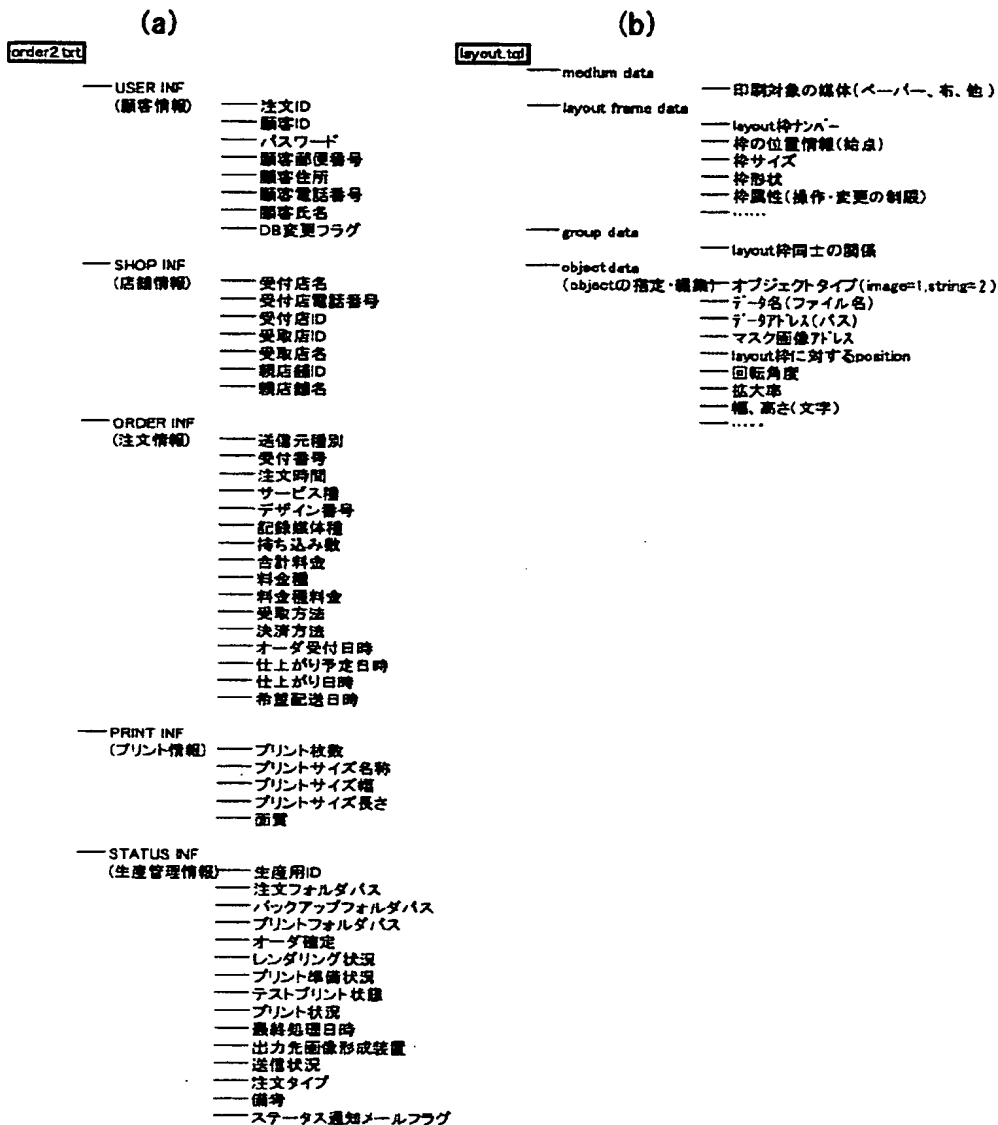 (a)
order2.txt
USER INF
(顧客情報)
注文ID
顧客ID
パスワード
顧客郵便番号
顧客住所
顧客電話番号
顧客氏名
DB変更フラグ
SHOP INF
(店舗情報)
受付店名
受付店電話番号
受付店ID
受取店ID
受取店名
親店舗ID
親店舗名
ORDER INF
(注文情報)
送信元種別
受付番号
注文時間
サービス種
デザイン番号
記録媒体種
持ち込み数
合計料金
料金種
料金種料金
受取方法
決済方法
オーダ受付日時
仕上がり予定日時
仕上がり日時
希望配送日時
PRINT INF
(プリント情報)
プリント枚数
プリントサイズ名称
プリントサイズ幅
プリントサイズ長さ
面質
STATUS INF
(生産管理情報)
生産用ID
注文フォルダパス
バックアップフォルダパス
プリントフォルダパス
オーダ確定
レンダリング状況
プリント準備状況
テストプリント状態
プリント状況
最終処理日時
出力先画像形成装置
送信状況
注文タイプ
備考
ステータス通知メールフラグ
(b)
layout.tql
medium data
印刷対象の媒体(ペーパー、布、他)
layout frame data
layout枠ナンバー
枠の位置情報(始点)
枠サイズ
枠形状
枠属性(操作・変更の制限)
……
group data
layout枠同士の関係
object data
(objectの指定・編集)
オブジェクトタイプ(image=1,string=2)
データ名(ファイル名)
データアドレス(パス)
マスク画像アドレス
layout枠に対するposition
回転角度
拡大率
幅、高さ(文字)
……